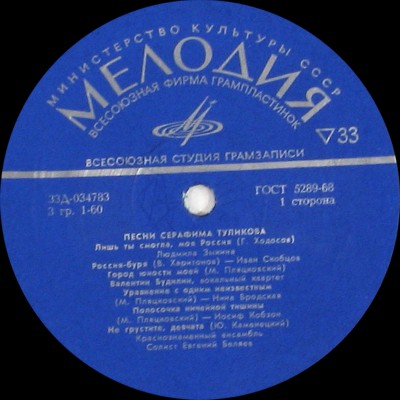 МИНИСТЕРСТВО КУЛЬТУРЫ СССР
МЕЛОДИЯ
ВСЕСОЮЗНАЯ ФИРМА ГРАМПЛАСТИНОК
33
ВСЕСОЮЗНАЯ СТУДИЯ ГРАМЗАПИСИ
33Д-034783
ГОСТ 5289-68
3 гр. 1-60
1 сторона
ПЕСНИ СЕРАФИМА ТУЛИКОВА
Лишь ты смогла, моя Россия (Г. Ходосов)
Людмила Зыкина
Россия-буря (В. Харитонов) — Иван Скобцов
Город юности моей (М. Пляцковский)
Валентин Будилин, вокальный квартет
Уравнение с одним неизвестным
(М. Пляцковский) — Нина Бродская
Полосочка ничейной тишины
(М. Пляцковский) — Иосиф Кобзон
Не грустите, девчата (Ю. Каменецкий)
Краснознаменный ансамбль
Солист Евгений Беляев